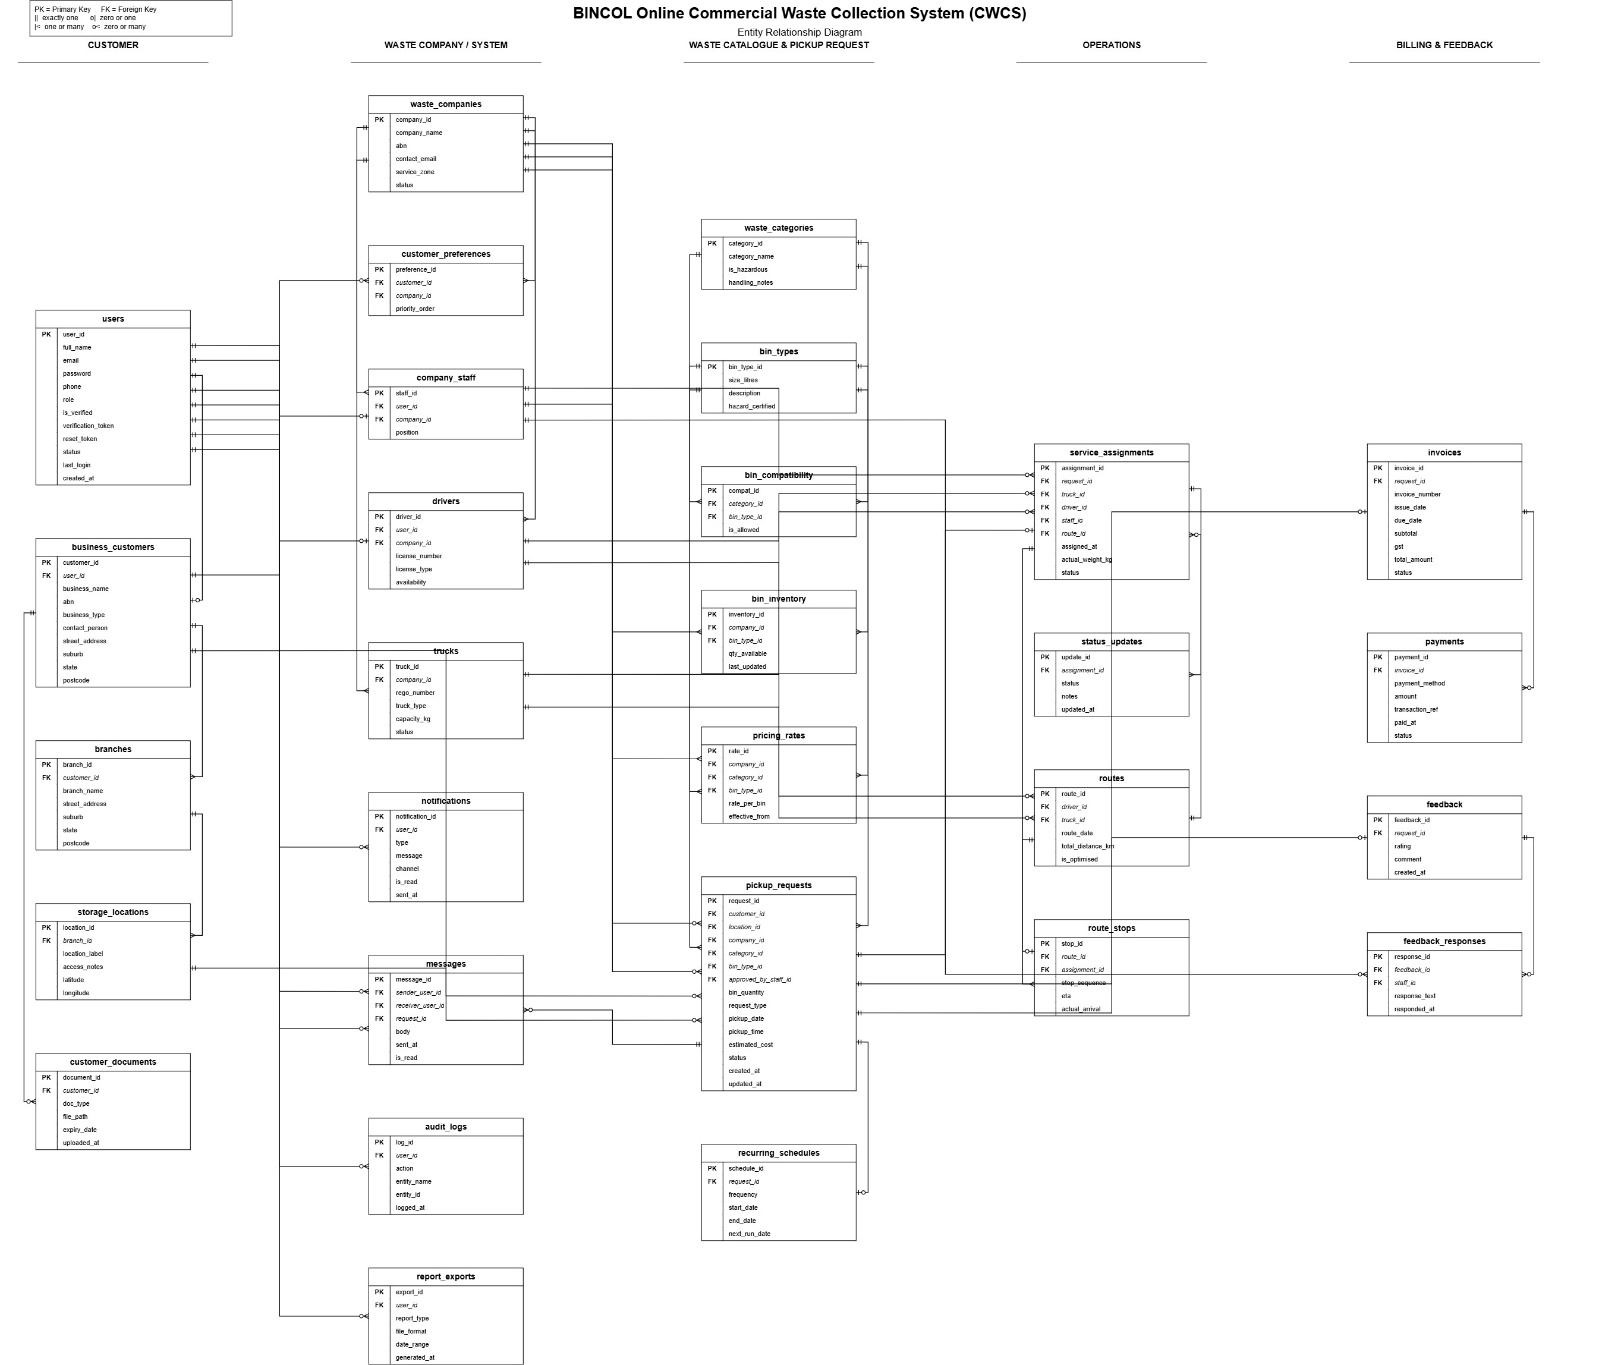 PK = Primary Key FK = Foreign Key
|| exactly one o| zero or one
|< one or many o< zero or many
BINCOL Online Commercial Waste Collection System (CWCS)
Entity Relationship Diagram
CUSTOMER
WASTE COMPANY / SYSTEM
WASTE CATALOGUE & PICKUP REQUEST
OPERATIONS
BILLING & FEEDBACK
users
PK user_id
full_name
email
password
phone
role
is_verified
verification_token
reset_token
status
last_login
created_at
business_customers
PK customer_id
FK user_id
business_name
abn
business_type
contact_person
street_address
suburb
state
postcode
branches
PK branch_id
FK customer_id
branch_name
street_address
suburb
state
postcode
storage_locations
PK location_id
FK branch_id
location_label
access_notes
latitude
longitude
customer_documents
PK document_id
FK customer_id
doc_type
file_path
expiry_date
uploaded_at
waste_companies
PK company_id
company_name
abn
contact_email
service_zone
status
customer_preferences
PK preference_id
FK customer_id
FK company_id
priority_order
company_staff
PK staff_id
FK user_id
FK company_id
position
drivers
PK driver_id
FK user_id
FK company_id
license_number
license_type
availability
trucks
PK truck_id
FK company_id
rego_number
truck_type
capacity_kg
status
notifications
PK notification_id
FK user_id
type
message
channel
is_read
sent_at
messages
PK message_id
FK sender_user_id
FK receiver_user_id
FK request_id
body
sent_at
is_read
audit_logs
PK log_id
FK user_id
action
entity_name
entity_id
logged_at
report_exports
PK export_id
FK user_id
report_type
file_format
date_range
generated_at
waste_categories
PK category_id
category_name
is_hazardous
handling_notes
bin_types
PK bin_type_id
size_litres
description
hazard_certified
bin_compatibility
PK compat_id
FK category_id
FK bin_type_id
is_allowed
bin_inventory
PK inventory_id
FK company_id
FK bin_type_id
qty_available
last_updated
pricing_rates
PK rate_id
FK company_id
FK category_id
FK bin_type_id
rate_per_bin
effective_from
pickup_requests
PK request_id
FK customer_id
FK location_id
FK company_id
FK category_id
FK bin_type_id
FK approved_by_staff_id
bin_quantity
request_type
pickup_date
pickup_time
estimated_cost
status
created_at
updated_at
recurring_schedules
PK schedule_id
FK request_id
frequency
start_date
end_date
next_run_date
service_assignments
PK assignment_id
FK request_id
FK truck_id
FK driver_id
FK staff_id
FK route_id
assigned_at
actual_weight_kg
status
status_updates
PK update_id
FK assignment_id
status
notes
updated_at
routes
PK route_id
FK driver_id
FK truck_id
route_date
total_distance_km
is_optimised
route_stops
PK stop_id
FK route_id
FK assignment_id
stop_sequence
eta
actual_arrival
invoices
PK invoice_id
FK request_id
invoice_number
issue_date
due_date
subtotal
gst
total_amount
status
payments
PK payment_id
FK invoice_id
payment_method
amount
transaction_ref
paid_at
status
feedback
PK feedback_id
FK request_id
rating
comment
created_at
feedback_responses
PK response_id
FK feedback_id
FK staff_id
response_text
responded_at